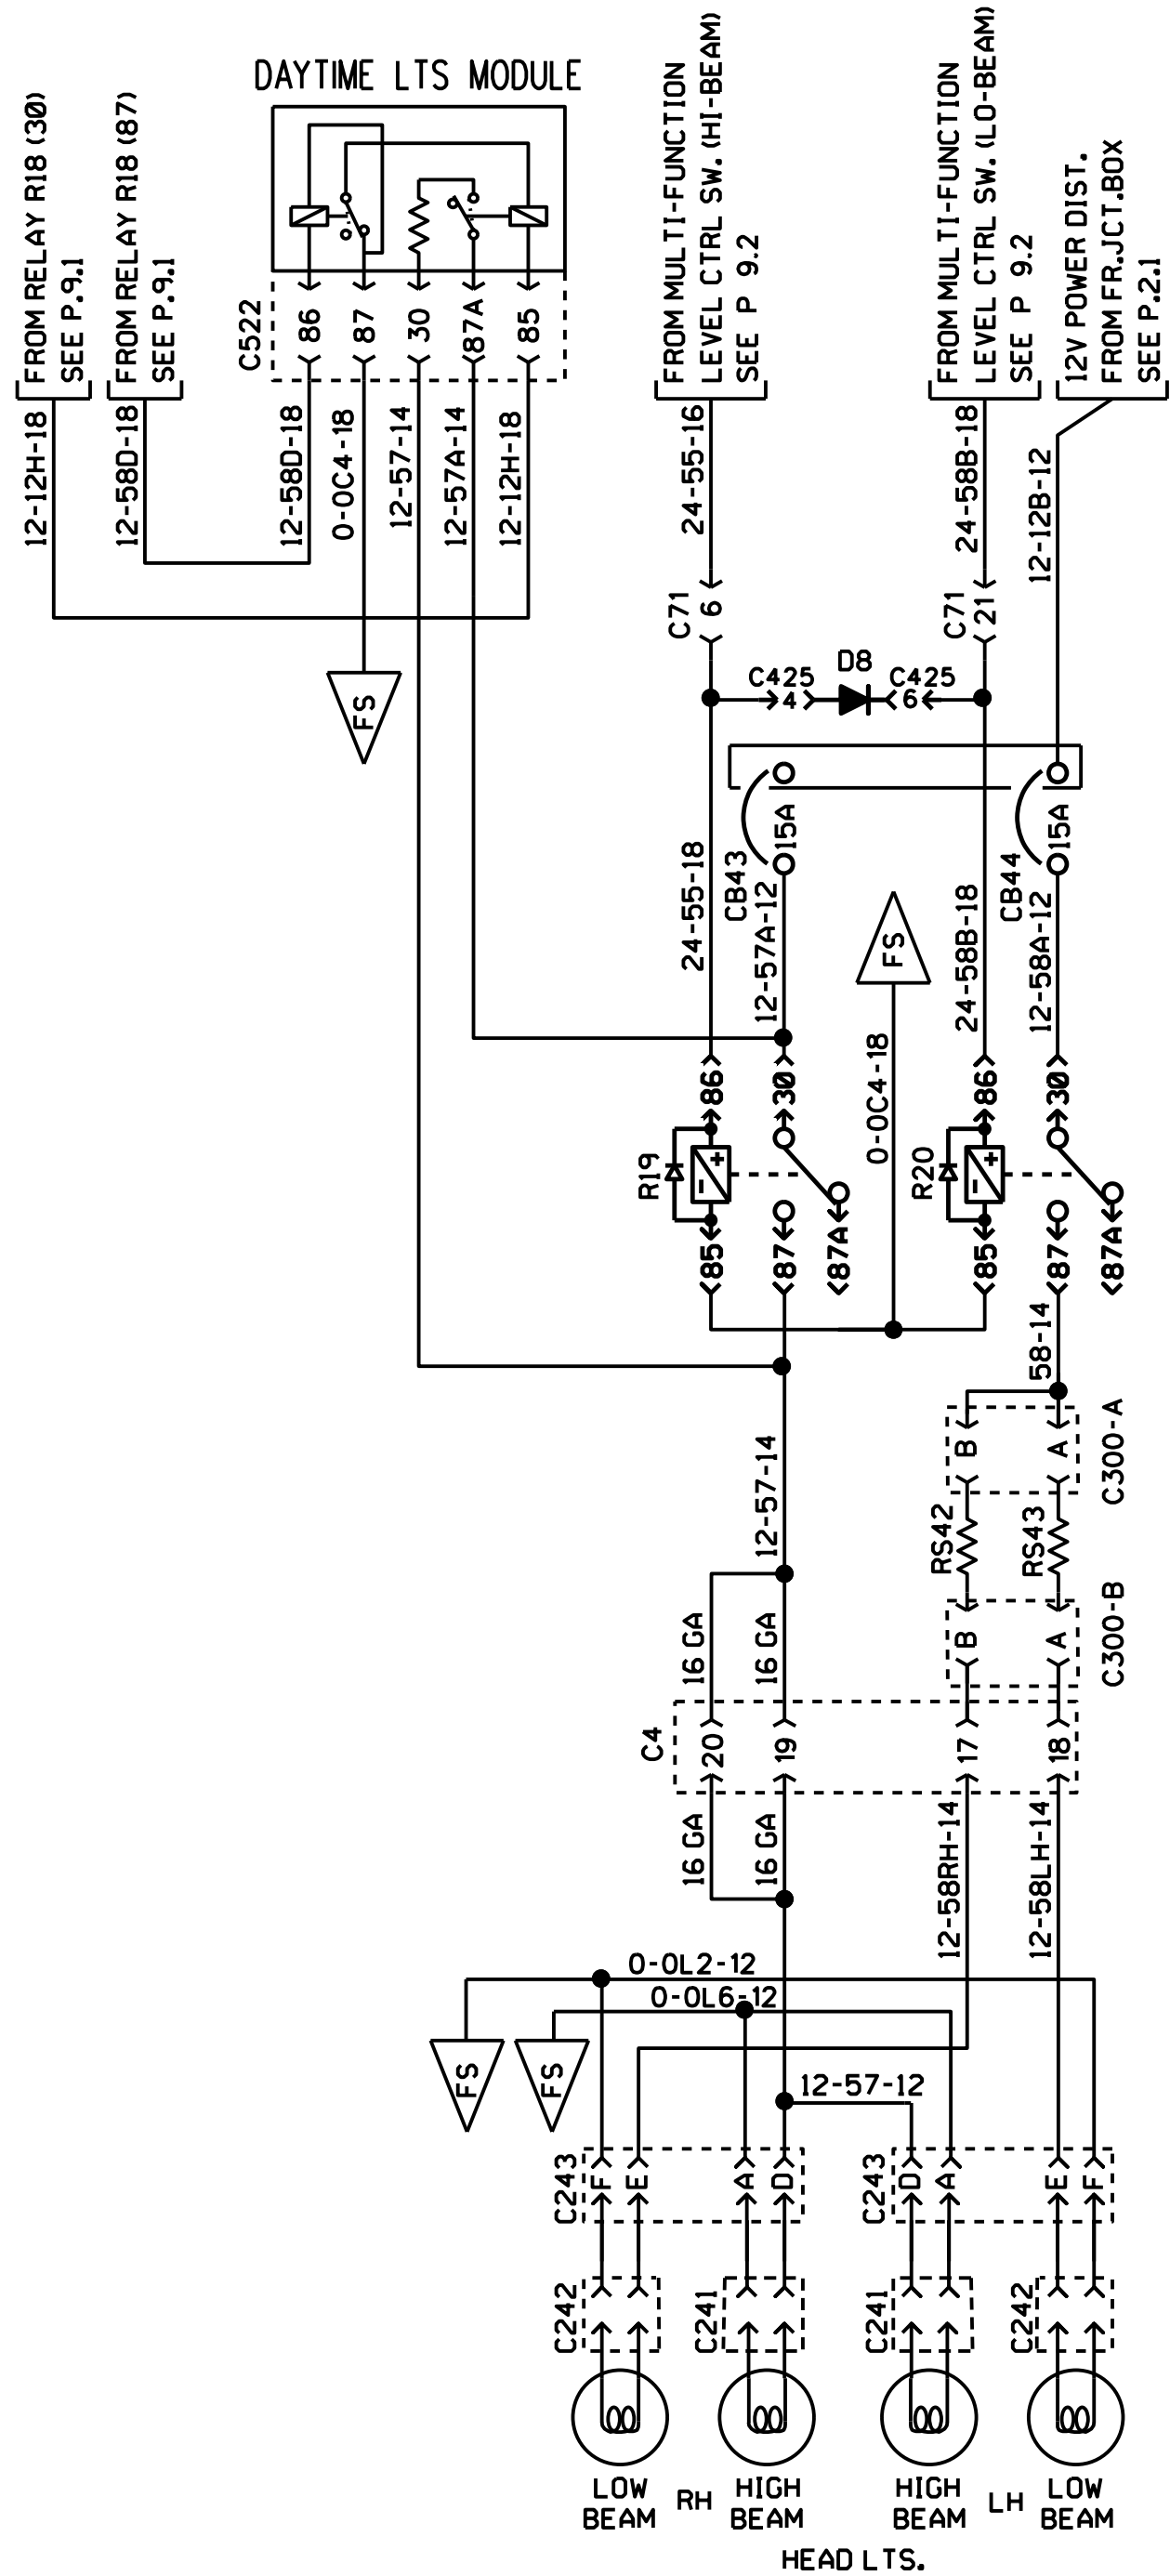 DAYTIME LTS MODULE
FROM RELAY R18 (30)
SEE P.9.1
FROM RELAY R18 (87)
SEE P.9.1
C522
86
87
30
87A
85
FROM MULTI-FUNCTION
LEVEL CTRL SW. (HI-BEAM)
SEE P 9.2
FROM MULTI-FUNCTION
LEVEL CTRL SW. (LO-BEAM)
SEE P 9.2
12V POWER DIST.
FROM FR.JCT.BOX
SEE P.2.1
12-12H-18
12-58D-18
12-58D-18
0-0C4-18
12-57-14
12-57A-14
12-12H-18
24-55-16
24-58B-18
12-12B-12
C71
6
C71
21
FS
C425
4
D8
C425
6
15A
15A
CB43
CB44
24-55-18
12-57A-12
FS
24-58B-18
12-58A-12
0-0C4-18
86
30
86
30
R19
+
-
R20
+
-
85
87
87A
85
87
87A
58-14
12-57-14
B
A
C300-A
RS42
RS43
16 GA
16 GA
B
A
C300-B
C4
20
19
17
18
16 GA
16 GA
12-58RH-14
12-58LH-14
0-0L2-12
0-0L6-12
FS
FS
12-57-12
C243
F
E
A
D
C243
D
A
E
F
C242
C241
C241
C242
LOW
BEAM
RH
HIGH
BEAM
HIGH
BEAM
LH
LOW
BEAM
HEAD LTS.